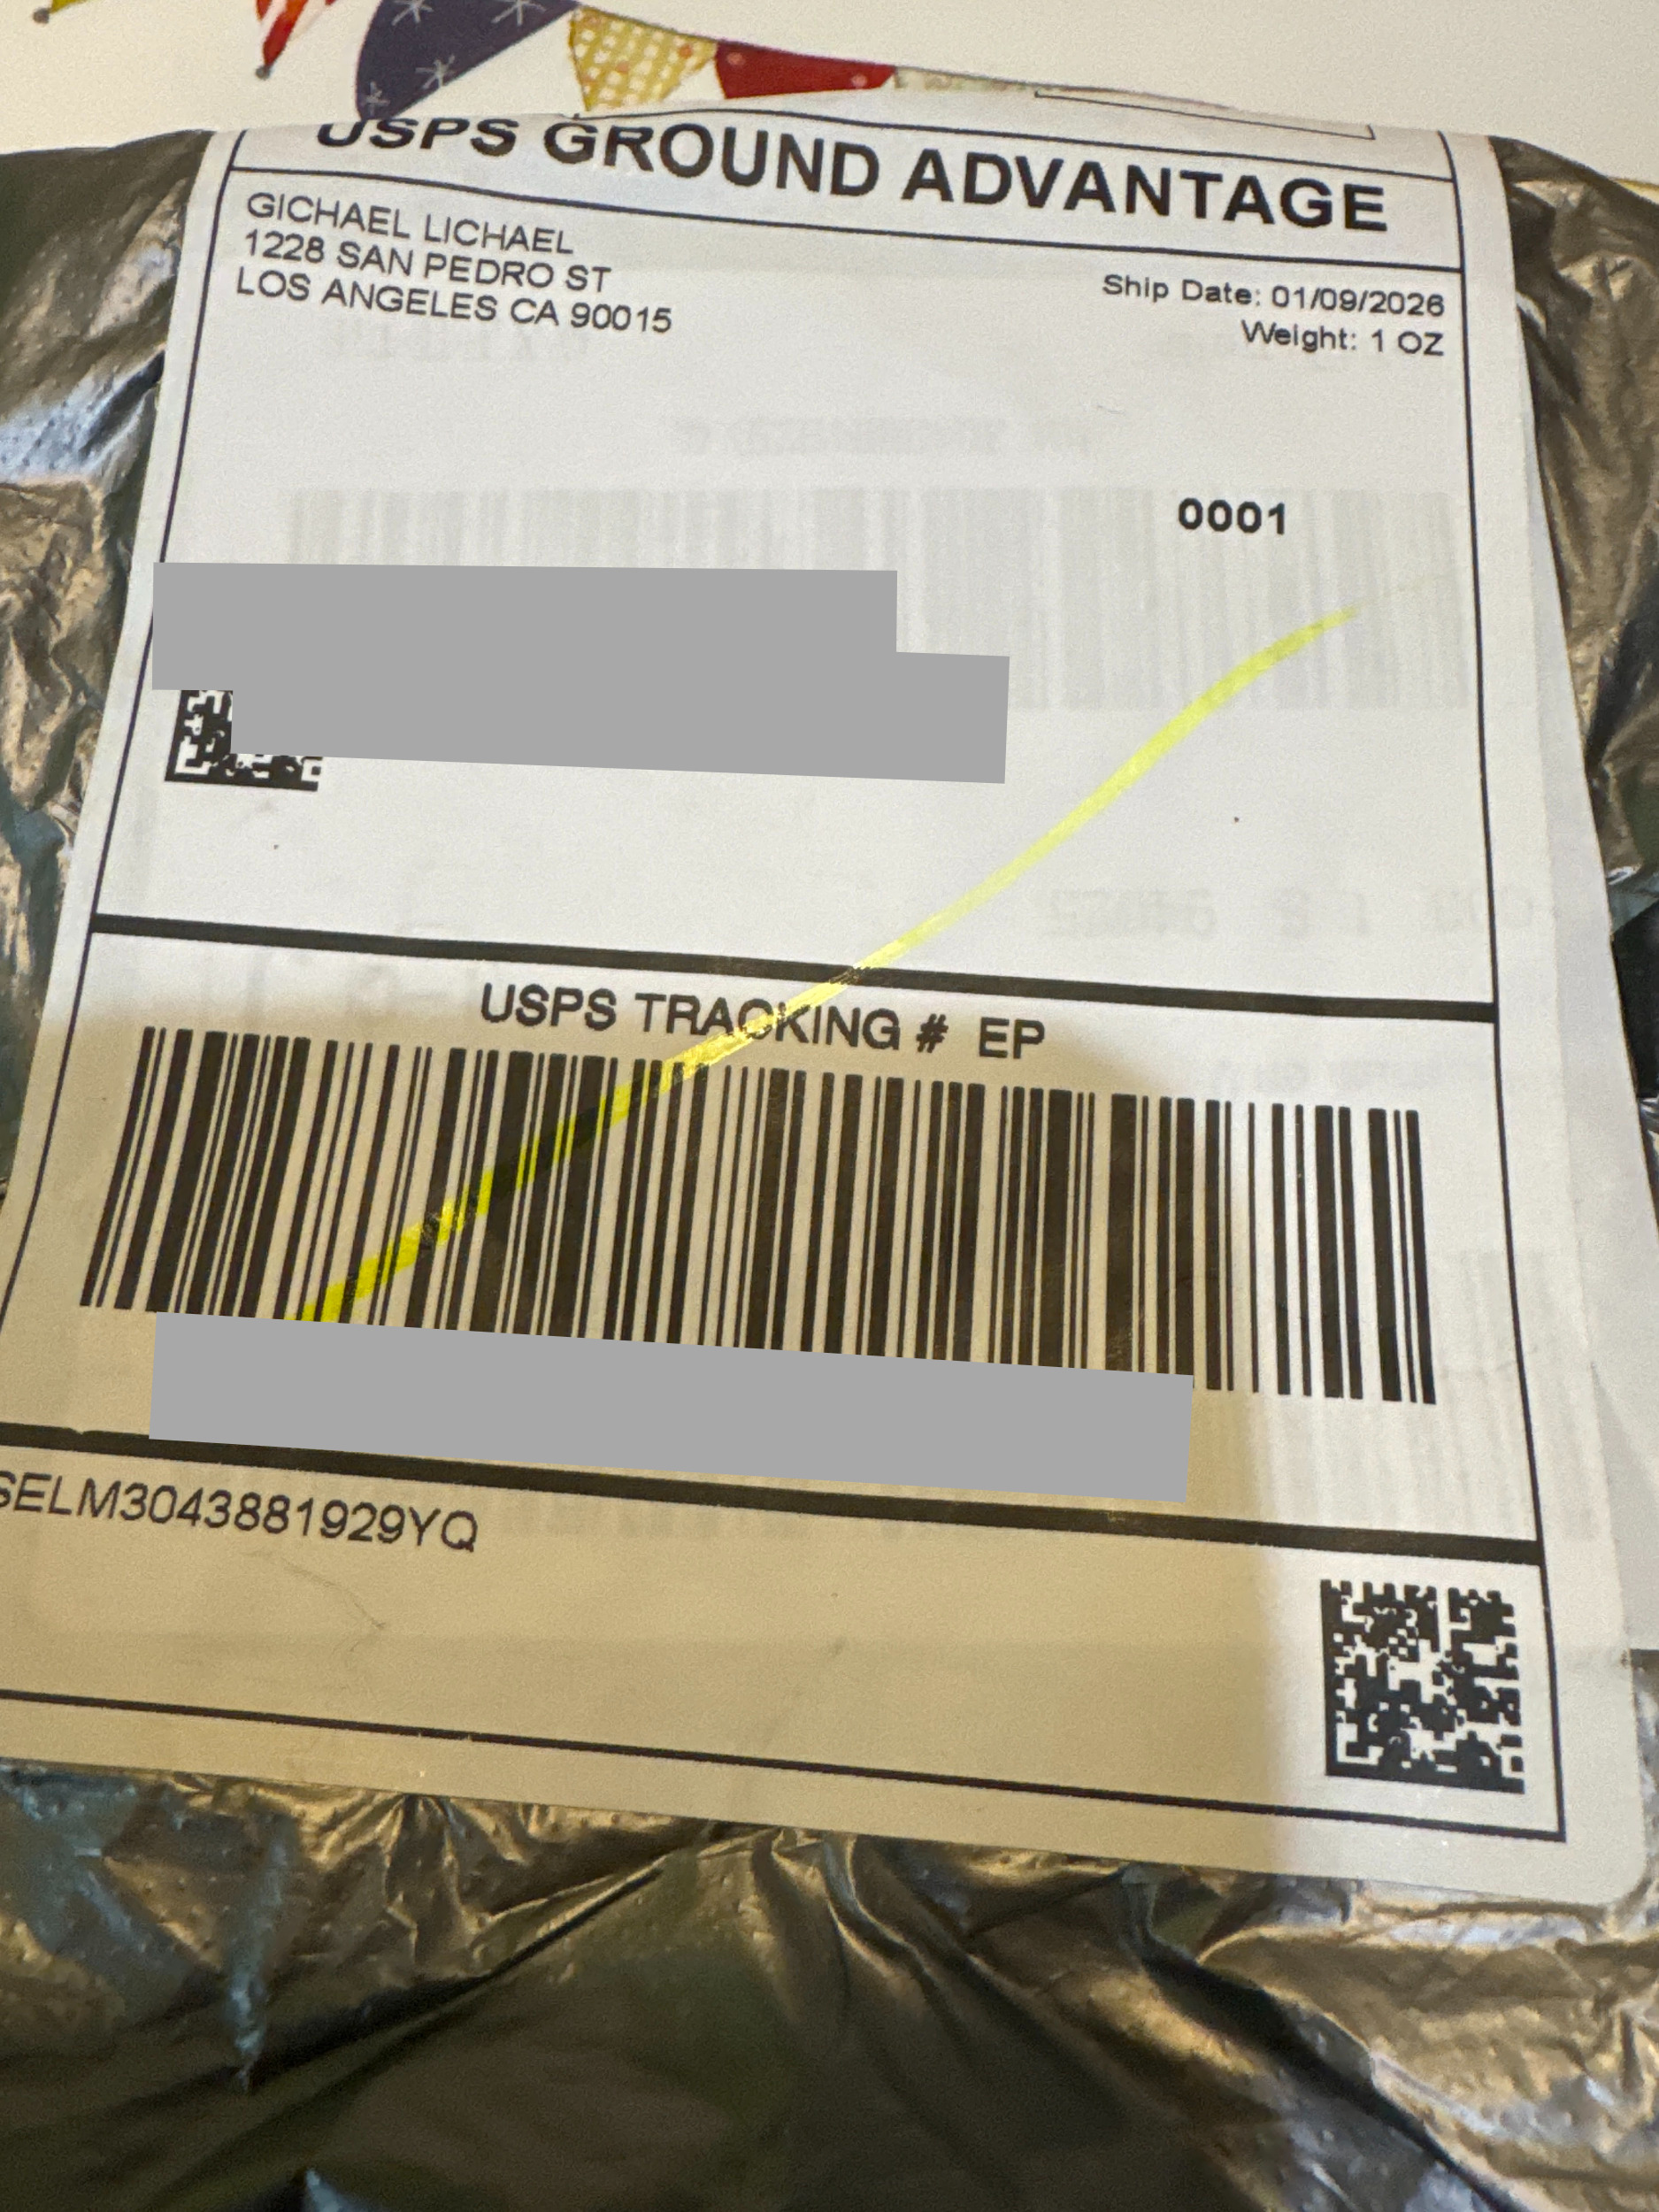 USPS GROUND ADVANTAGE
GICHAEL LICHAEL
1228 SAN PEDRO ST
LOS ANGELES CA 90015
Ship Date: 01/09/2026
Weight: 1 OZ
0001
USPS TRACKING # EP
SELM3043881929YQ